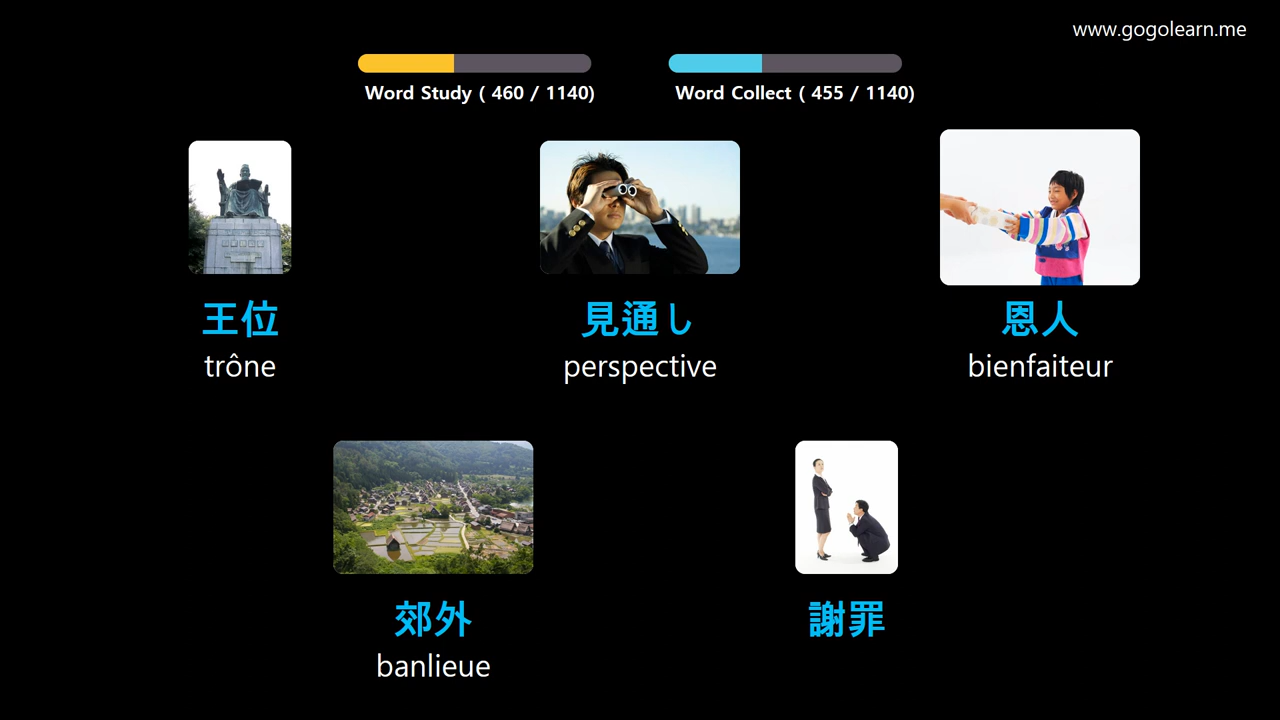 www.gogolearn.me
Word Study ( 460 / 1140)
Word Collect ( 455 / 1140)
王位
trône
見通し
perspective
恩人
bienfaiteur
郊外
banlieue
謝罪